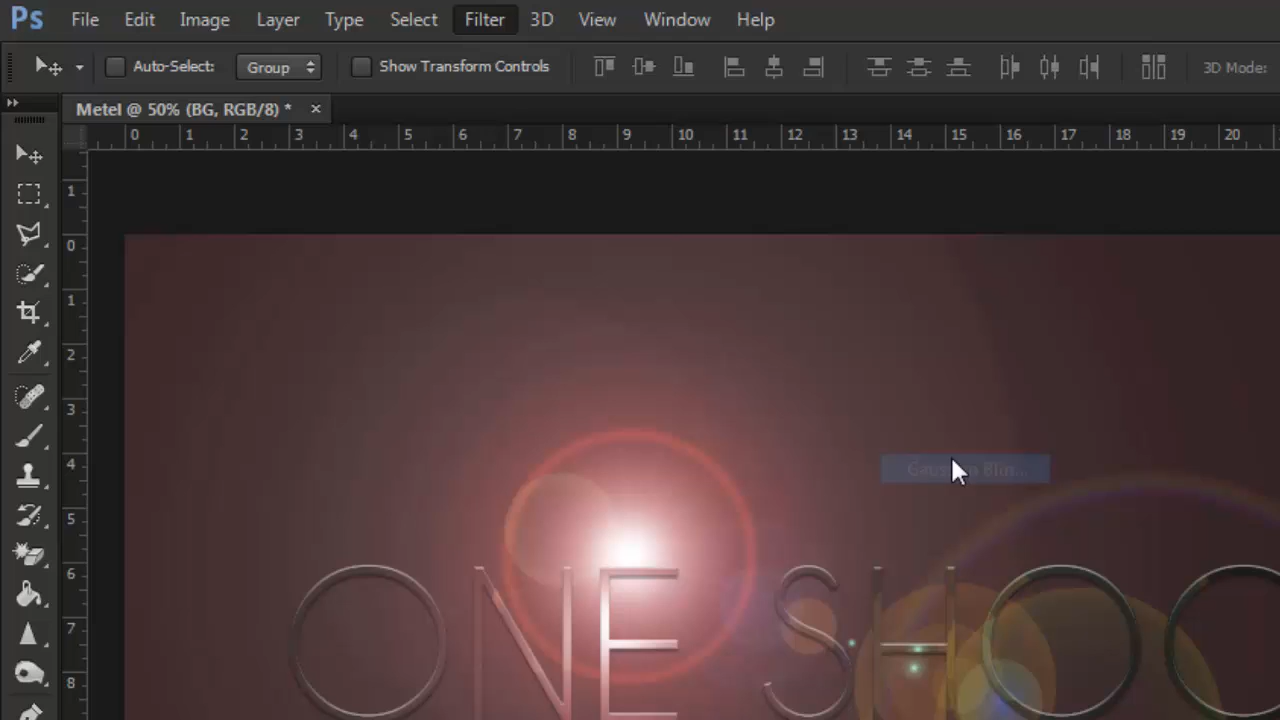 Ps File Edit Image Layer Type Select Filter 3D View Window Help
Auto-Select: Group Show Transform Controls 3D Mode:
Metel @ 50% (BG, RGB/8) * ×
0 1 2 3 4 5 6 7 8 9 10 11 12 13 14 15 16 17 18 19 20
1
0
1
2
3
4
Gaussian Blur...
5
6
7
8
ONE SHOO